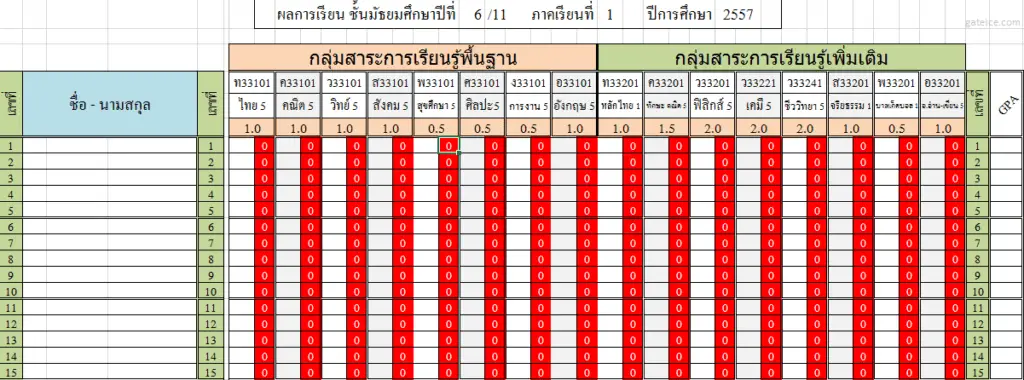 ผลการเรียน ชั้นมัธยมศึกษาปีที่ 6 /11 ภาคเรียนที่ 1 ปีการศึกษา 2557
gateice.com
กลุ่มสาระการเรียนรู้พื้นฐาน กลุ่มสาระการเรียนรู้เพิ่มเติม
เลขที่ ชื่อ - นามสกุล เลขที่ ท33101 ค33101 ว33101 ส33101 พ33101 ศ33101 ง33101 อ33101 ท33201 ค33201 ว33201 ว33221 ว33241 ส33201 พ33201 อ33201 เลขที่ GPA
ไทย 5 คณิต 5 วิทย์ 5 สังคม 5 สุขศึกษา 5 ศิลปะ 5 การงาน 5 อังกฤษ 5 หลักไทย 1 ทักษะ คณิต 5 ฟิสิกส์ 5 เคมี 5 ชีววิทยา 5 จริยธรรม 1 บาสเก็ตบอล 1 อ.อ่าน-เขียน 5
1.0 1.0 1.0 1.0 0.5 0.5 0.5 1.0 1.0 1.5 2.0 2.0 2.0 1.0 0.5 1.0
1 1 0 0 0 0 0 0 0 0 0 0 0 0 0 0 0 0 1
2 2 0 0 0 0 0 0 0 0 0 0 0 0 0 0 0 0 2
3 3 0 0 0 0 0 0 0 0 0 0 0 0 0 0 0 0 3
4 4 0 0 0 0 0 0 0 0 0 0 0 0 0 0 0 0 4
5 5 0 0 0 0 0 0 0 0 0 0 0 0 0 0 0 0 5
6 6 0 0 0 0 0 0 0 0 0 0 0 0 0 0 0 0 6
7 7 0 0 0 0 0 0 0 0 0 0 0 0 0 0 0 0 7
8 8 0 0 0 0 0 0 0 0 0 0 0 0 0 0 0 0 8
9 9 0 0 0 0 0 0 0 0 0 0 0 0 0 0 0 0 9
10 10 0 0 0 0 0 0 0 0 0 0 0 0 0 0 0 0 10
11 11 0 0 0 0 0 0 0 0 0 0 0 0 0 0 0 0 11
12 12 0 0 0 0 0 0 0 0 0 0 0 0 0 0 0 0 12
13 13 0 0 0 0 0 0 0 0 0 0 0 0 0 0 0 0 13
14 14 0 0 0 0 0 0 0 0 0 0 0 0 0 0 0 0 14
15 15 0 0 0 0 0 0 0 0 0 0 0 0 0 0 0 0 15